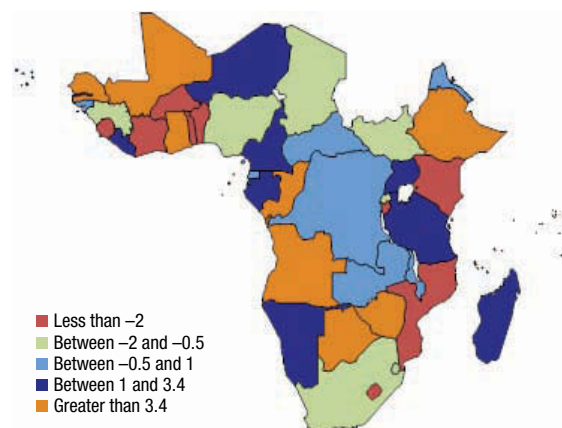 Less than –2
Between –2 and –0.5
Between –0.5 and 1
Between 1 and 3.4
Greater than 3.4